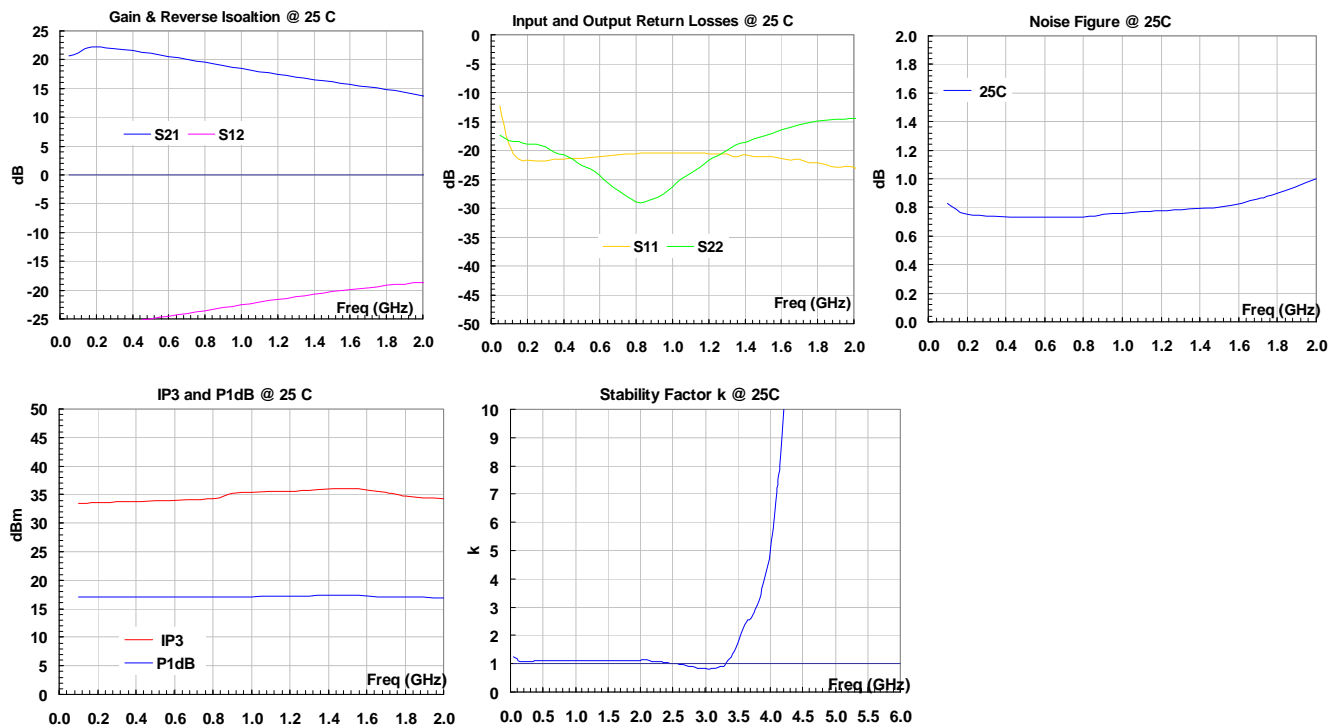 Gain & Reverse Isoaltion @ 25 C
25
20
15
10
5
0
-5
-10
-15
-20
-25
dB
S21
S12
Freq (GHz)
0.0 0.2 0.4 0.6 0.8 1.0 1.2 1.4 1.6 1.8 2.0
Input and Output Return Losses @ 25 C
0
-5
-10
-15
-20
-25
-30
-35
-40
-45
-50
dB
S11
S22
Freq (GHz)
0.0 0.2 0.4 0.6 0.8 1.0 1.2 1.4 1.6 1.8 2.0
Noise Figure @ 25C
2.0
1.8
1.6
1.4
1.2
1.0
0.8
0.6
0.4
0.2
0.0
dB
25C
Freq (GHz)
0.0 0.2 0.4 0.6 0.8 1.0 1.2 1.4 1.6 1.8 2.0
IP3 and P1dB @ 25 C
50
45
40
35
30
25
20
15
10
5
0
dBm
IP3
P1dB
Freq (GHz)
0.0 0.2 0.4 0.6 0.8 1.0 1.2 1.4 1.6 1.8 2.0
Stability Factor k @ 25C
10
9
8
7
6
5
4
3
2
1
0
k
Freq (GHz)
0.0 0.5 1.0 1.5 2.0 2.5 3.0 3.5 4.0 4.5 5.0 5.5 6.0